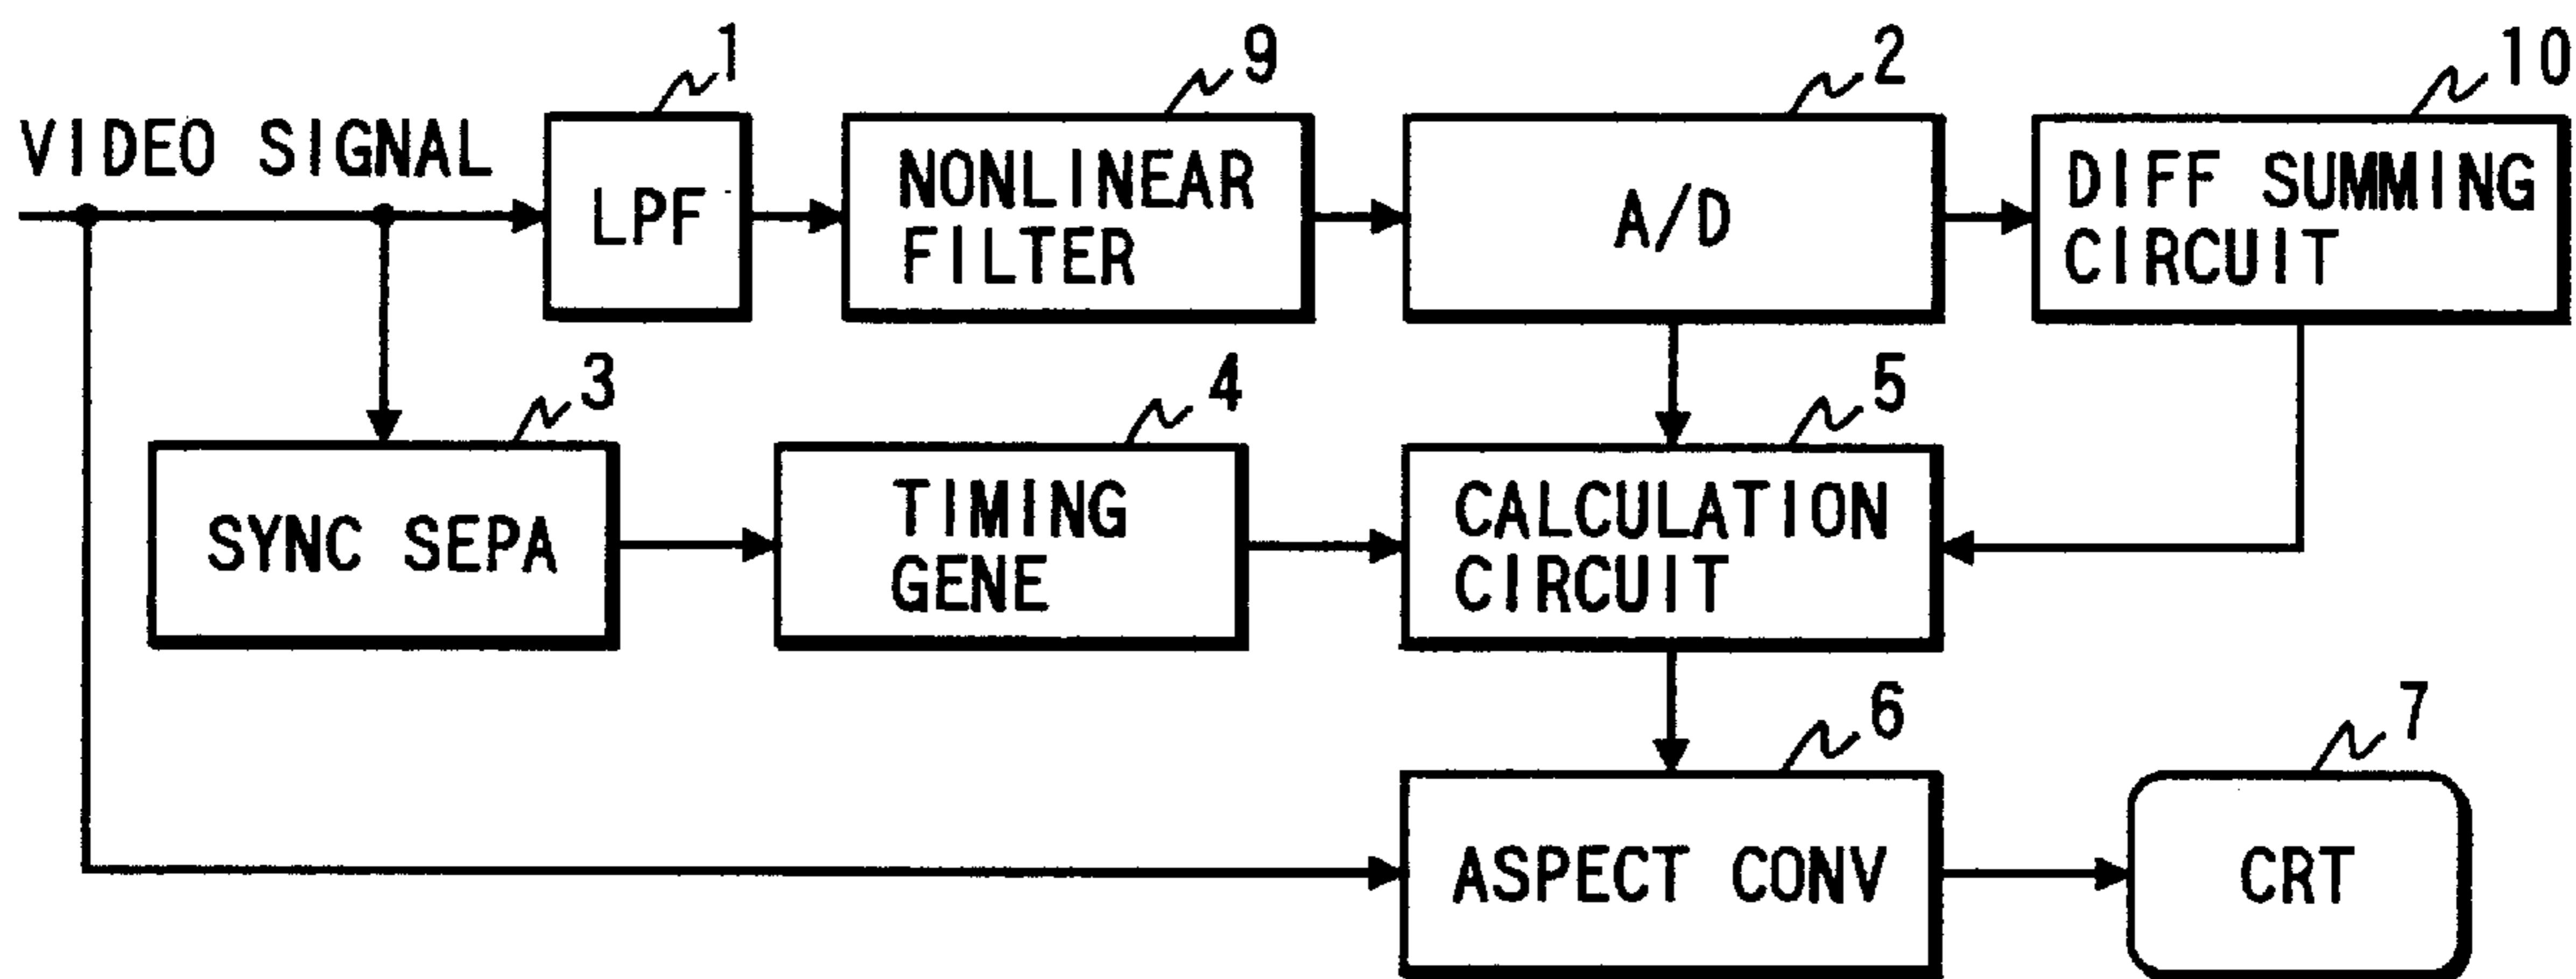 1
9
2
10
VIDEO SIGNAL
LPF
NONLINEAR
FILTER
A/D
DIFF SUMMING
CIRCUIT
3
4
5
SYNC SEPA
TIMING
GENE
CALCULATION
CIRCUIT
6
7
ASPECT CONV
CRT